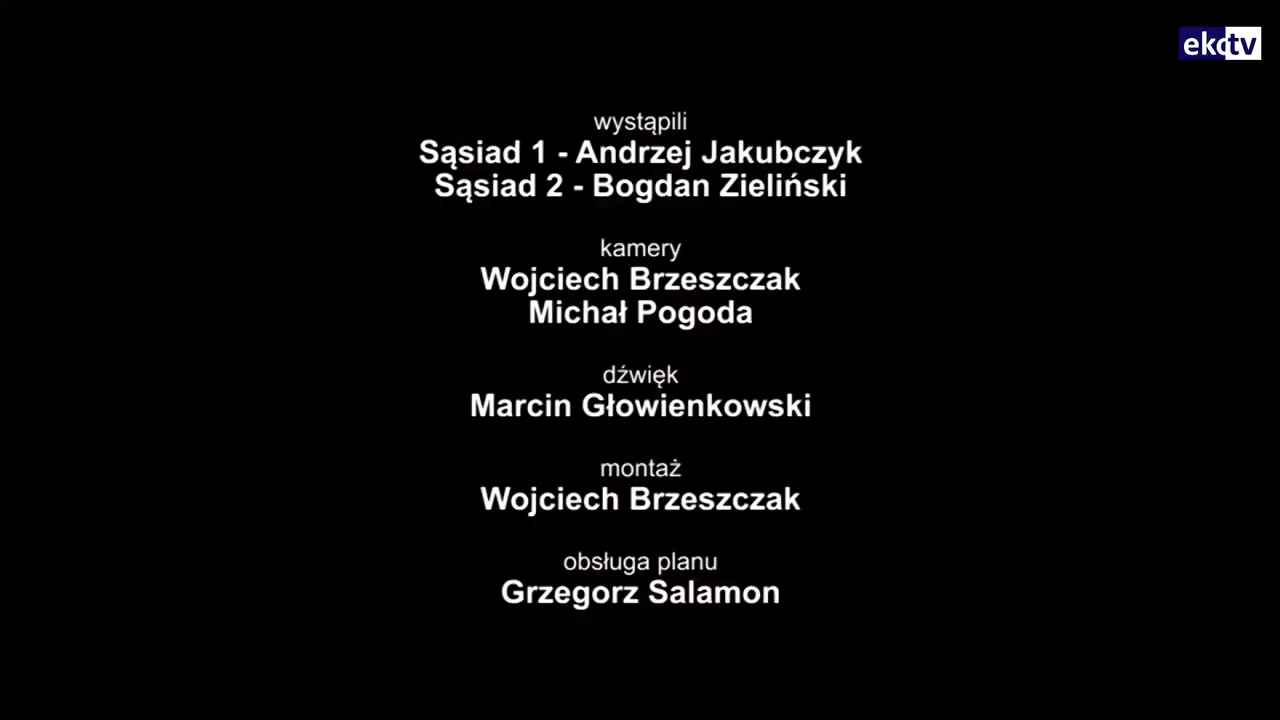 ekotv
wystąpili
Sąsiad 1 - Andrzej Jakubczyk
Sąsiad 2 - Bogdan Zieliński
kamery
Wojciech Brzeszczak
Michał Pogoda
dźwięk
Marcin Głowienkowski
montaż
Wojciech Brzeszczak
obsługa planu
Grzegorz Salamon